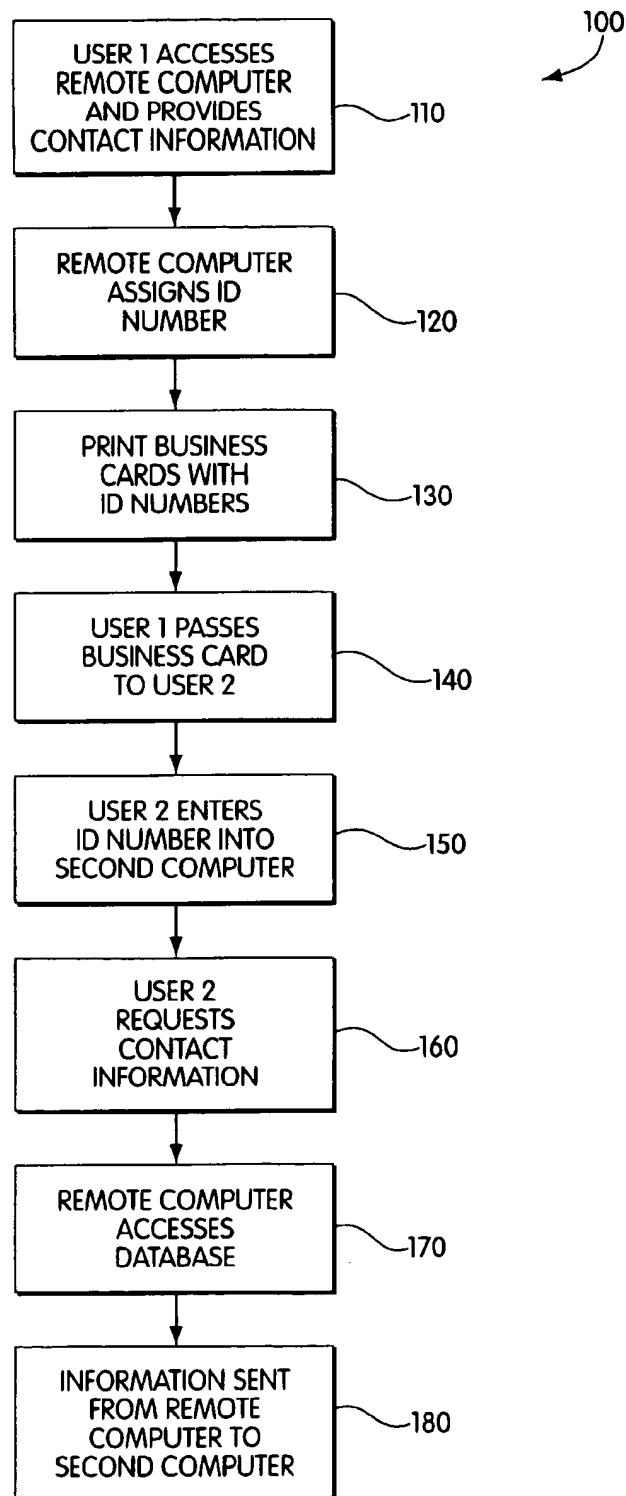 100
USER 1 ACCESSES
REMOTE COMPUTER
AND PROVIDES
CONTACT INFORMATION
110
REMOTE COMPUTER
ASSIGNS ID
NUMBER
120
PRINT BUSINESS
CARDS WITH
ID NUMBERS
130
USER 1 PASSES
BUSINESS CARD
TO USER 2
140
USER 2 ENTERS
ID NUMBER INTO
SECOND COMPUTER
150
USER 2
REQUESTS
CONTACT
INFORMATION
160
REMOTE COMPUTER
ACCESSES
DATABASE
170
INFORMATION SENT
FROM REMOTE
COMPUTER TO
SECOND COMPUTER
180